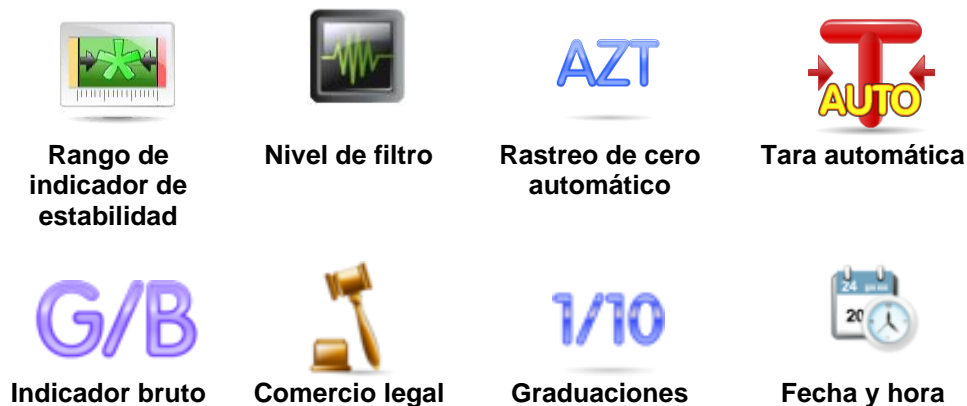 AZT
AUTO
Rango de
indicador de
estabilidad
Nivel de filtro
Rastreo de cero
automático
Tara automática
G/B
1/10
24
20
Indicador bruto
Comercio legal
Graduaciones
Fecha y hora